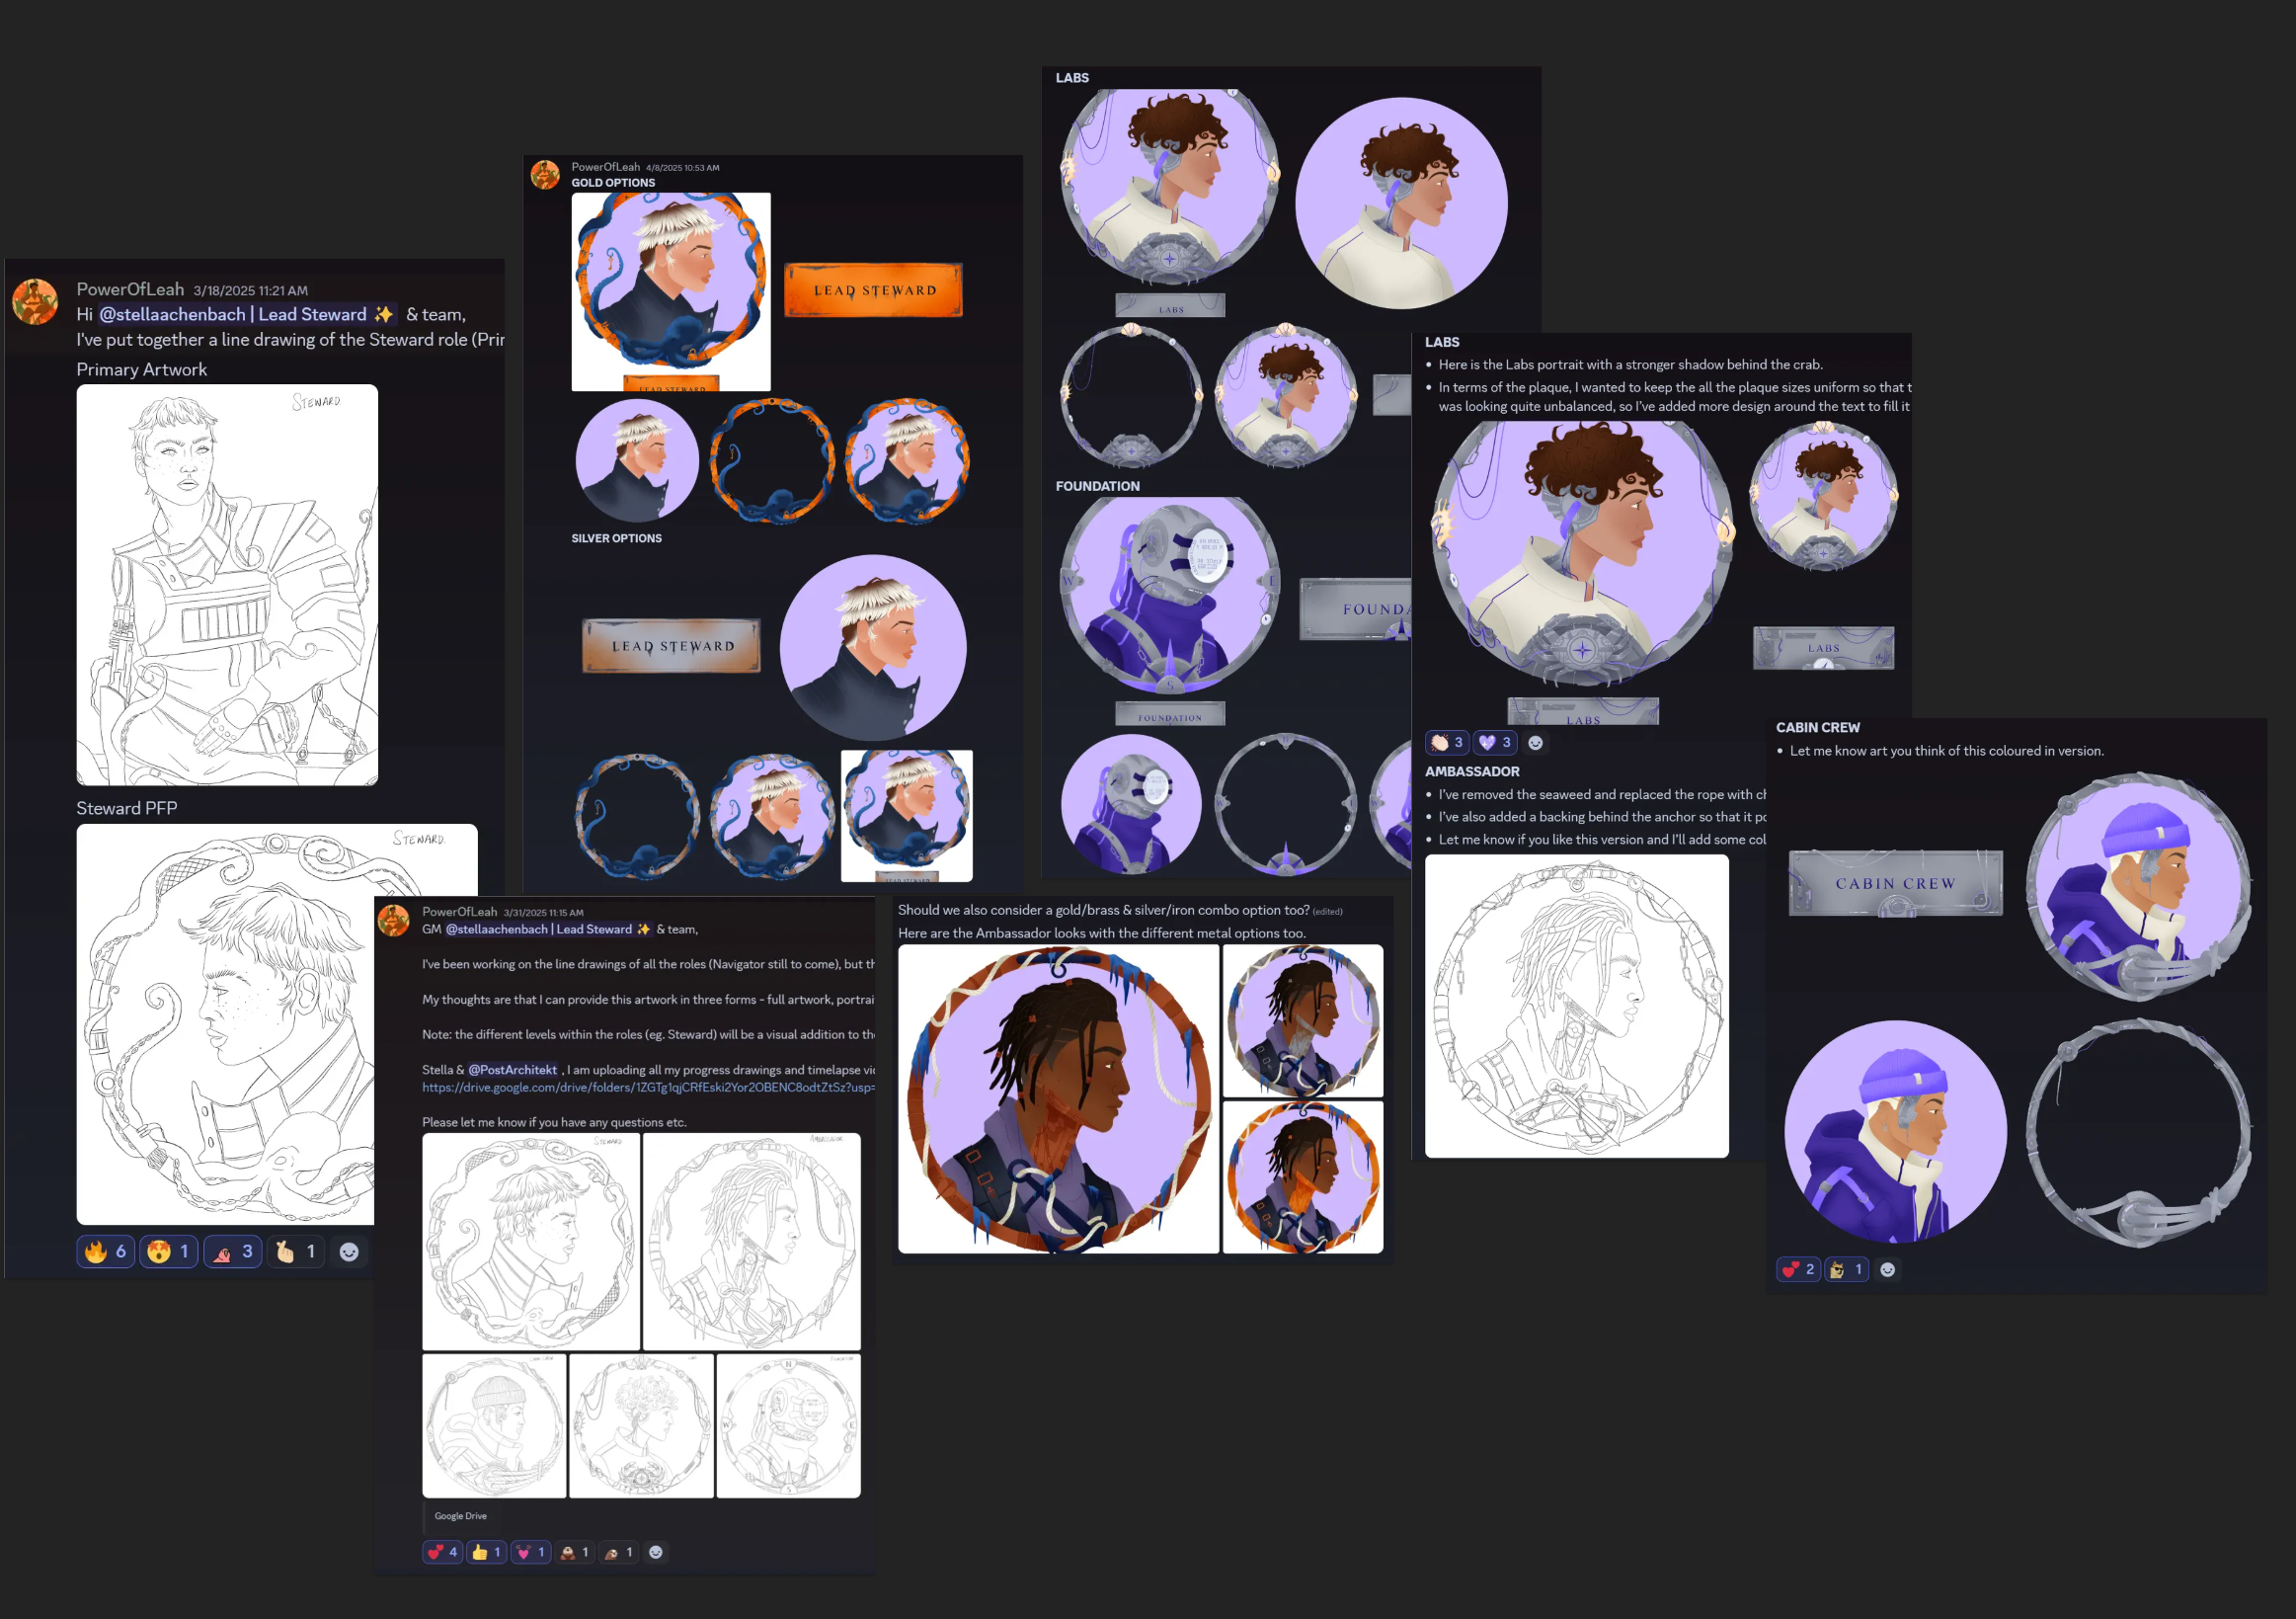 PowerOfLeah 3/18/2025 11:21 AM
Hi @stellaachenbach | Lead Steward ✨ & team,
I've put together a line drawing of the Steward role (Prir
Primary Artwork
STEWARD
Steward PFP
STEWARD
🔥 6 😍 1 3 1
PowerOfLeah 4/8/2025 10:53 AM
GOLD OPTIONS
LEAD STEWARD
LEAD STEWARD
SILVER OPTIONS
LEAD STEWARD
LEAD STEWARD
PowerOfLeah 3/31/2025 11:15 AM
GM @stellaachenbach | Lead Steward ✨ & team,
I've been working on the line drawings of all the roles (Navigator still to come), but th
My thoughts are that I can provide this artwork in three forms - full artwork, portrai
Note: the different levels within the roles (eg. Steward) will be a visual addition to the
Stella & @PostArchitekt , I am uploading all my progress drawings and timelapse vid
https://drive.google.com/drive/folders/1ZGTg1qjCRfEski2Yor2OBENC8odtZtSz?usp=
Please let me know if you have any questions etc.
STEWARD
AMBASSADOR
N
W E
S
Google Drive
4 1 1 1 1
Should we also consider a gold/brass & silver/iron combo option too? (edited)
Here are the Ambassador looks with the different metal options too.
LABS
LABS
FOUNDATION
W E
S
FOUNDA
FOUNDATION
LABS
• Here is the Labs portrait with a stronger shadow behind the crab.
• In terms of the plaque, I wanted to keep the all the plaque sizes uniform so that t
was looking quite unbalanced, so I've added more design around the text to fill it
LABS
LABS
3 3
AMBASSADOR
• I've removed the seaweed and replaced the rope with ch
• I've also added a backing behind the anchor so that it po
• Let me know if you like this version and I'll add some col
CABIN CREW
• Let me know art you think of this coloured in version.
CABIN CREW
2 1